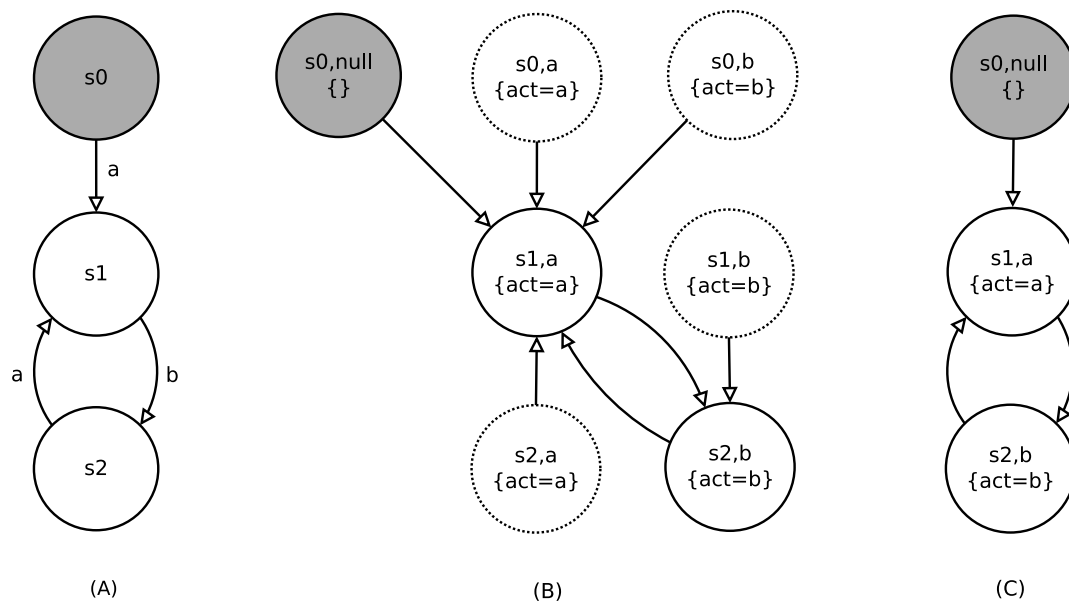 s0
a
s1
a
b
s2
(A)
s0,null
{}
s0,a
{act=a}
s0,b
{act=b}
s1,a
{act=a}
s1,b
{act=b}
s2,a
{act=a}
s2,b
{act=b}
(B)
s0,null
{}
s1,a
{act=a}
s2,b
{act=b}
(C)